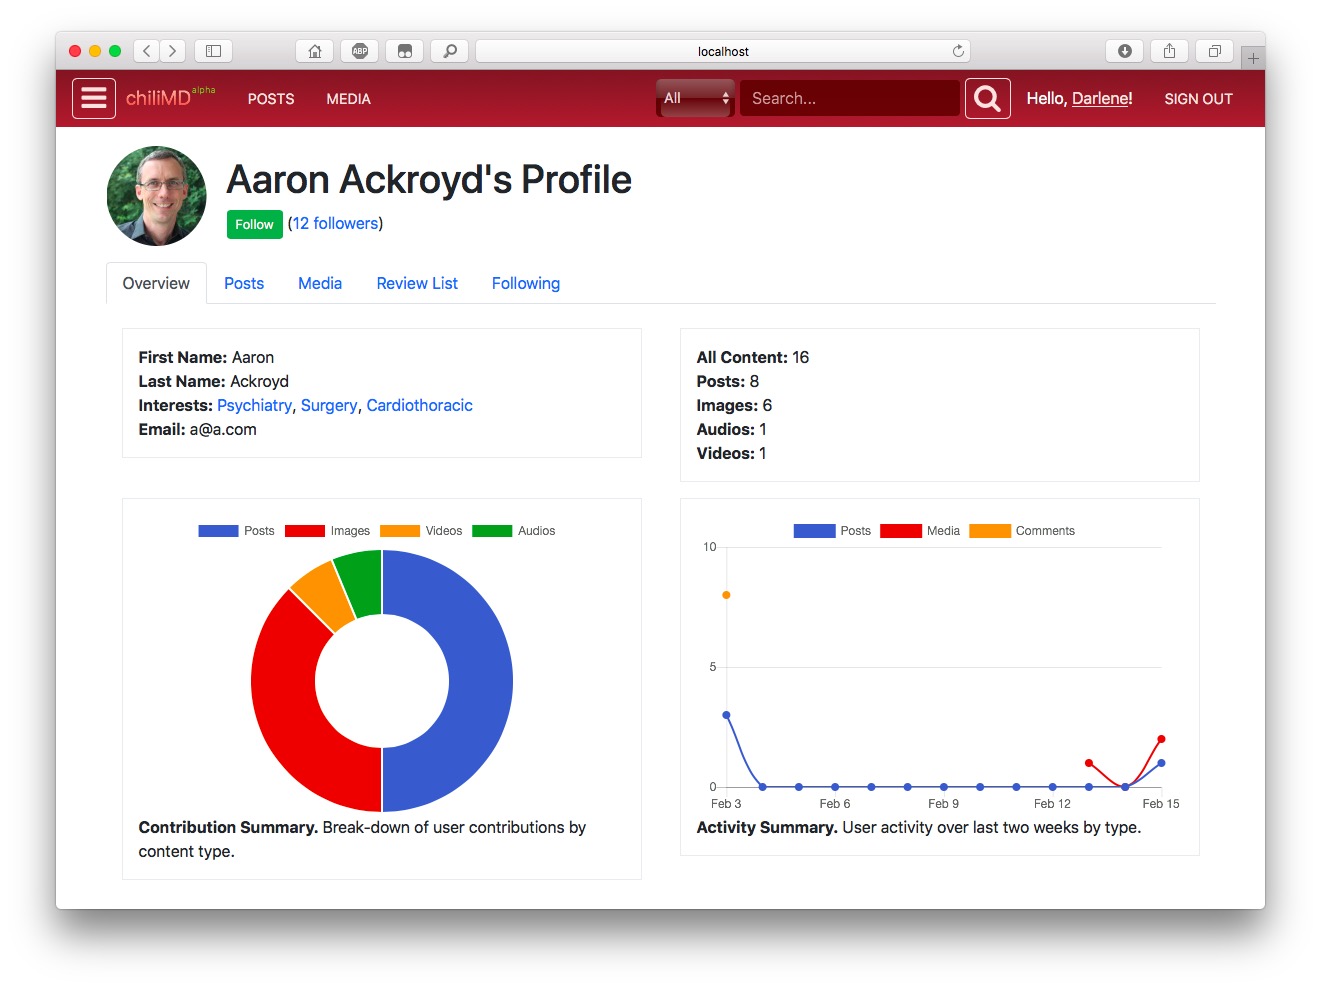 localhost
ABP
chiliMD alpha POSTS MEDIA All Search... Hello, Darlene! SIGN OUT
Aaron Ackroyd's Profile
Follow (12 followers)
Overview Posts Media Review List Following
First Name: Aaron
Last Name: Ackroyd
Interests: Psychiatry, Surgery, Cardiothoracic
Email: a@a.com
All Content: 16
Posts: 8
Images: 6
Audios: 1
Videos: 1
Posts Images Videos Audios
Contribution Summary. Break-down of user contributions by
content type.
Posts Media Comments
10
5
0
Feb 3 Feb 6 Feb 9 Feb 12 Feb 15
Activity Summary. User activity over last two weeks by type.